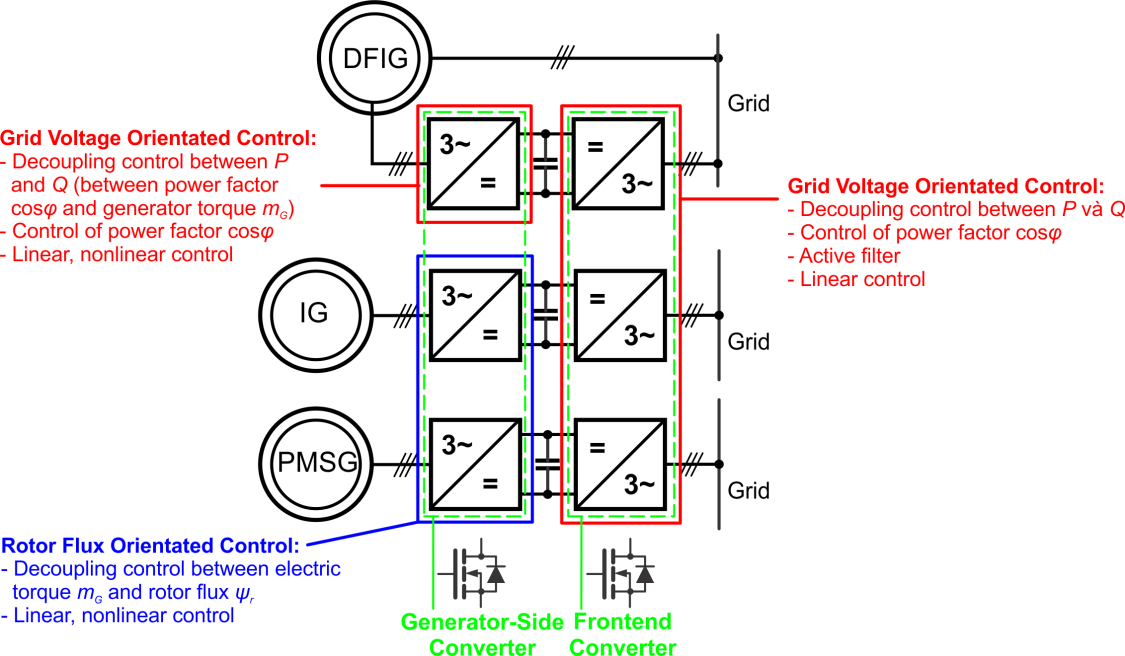 DFIG
Grid
3~
=
=
3~
Grid Voltage Orientated Control:
- Decoupling control between P
and Q (between power factor
cosφ and generator torque mG)
- Control of power factor cosφ
- Linear, nonlinear control
Grid Voltage Orientated Control:
- Decoupling control between P và Q
- Control of power factor cosφ
- Active filter
- Linear control
IG
3~
=
=
3~
Grid
PMSG
3~
=
=
3~
Grid
Rotor Flux Orientated Control:
- Decoupling control between electric
torque mG and rotor flux ψr
- Linear, nonlinear control
Generator-Side
Converter
Frontend
Converter